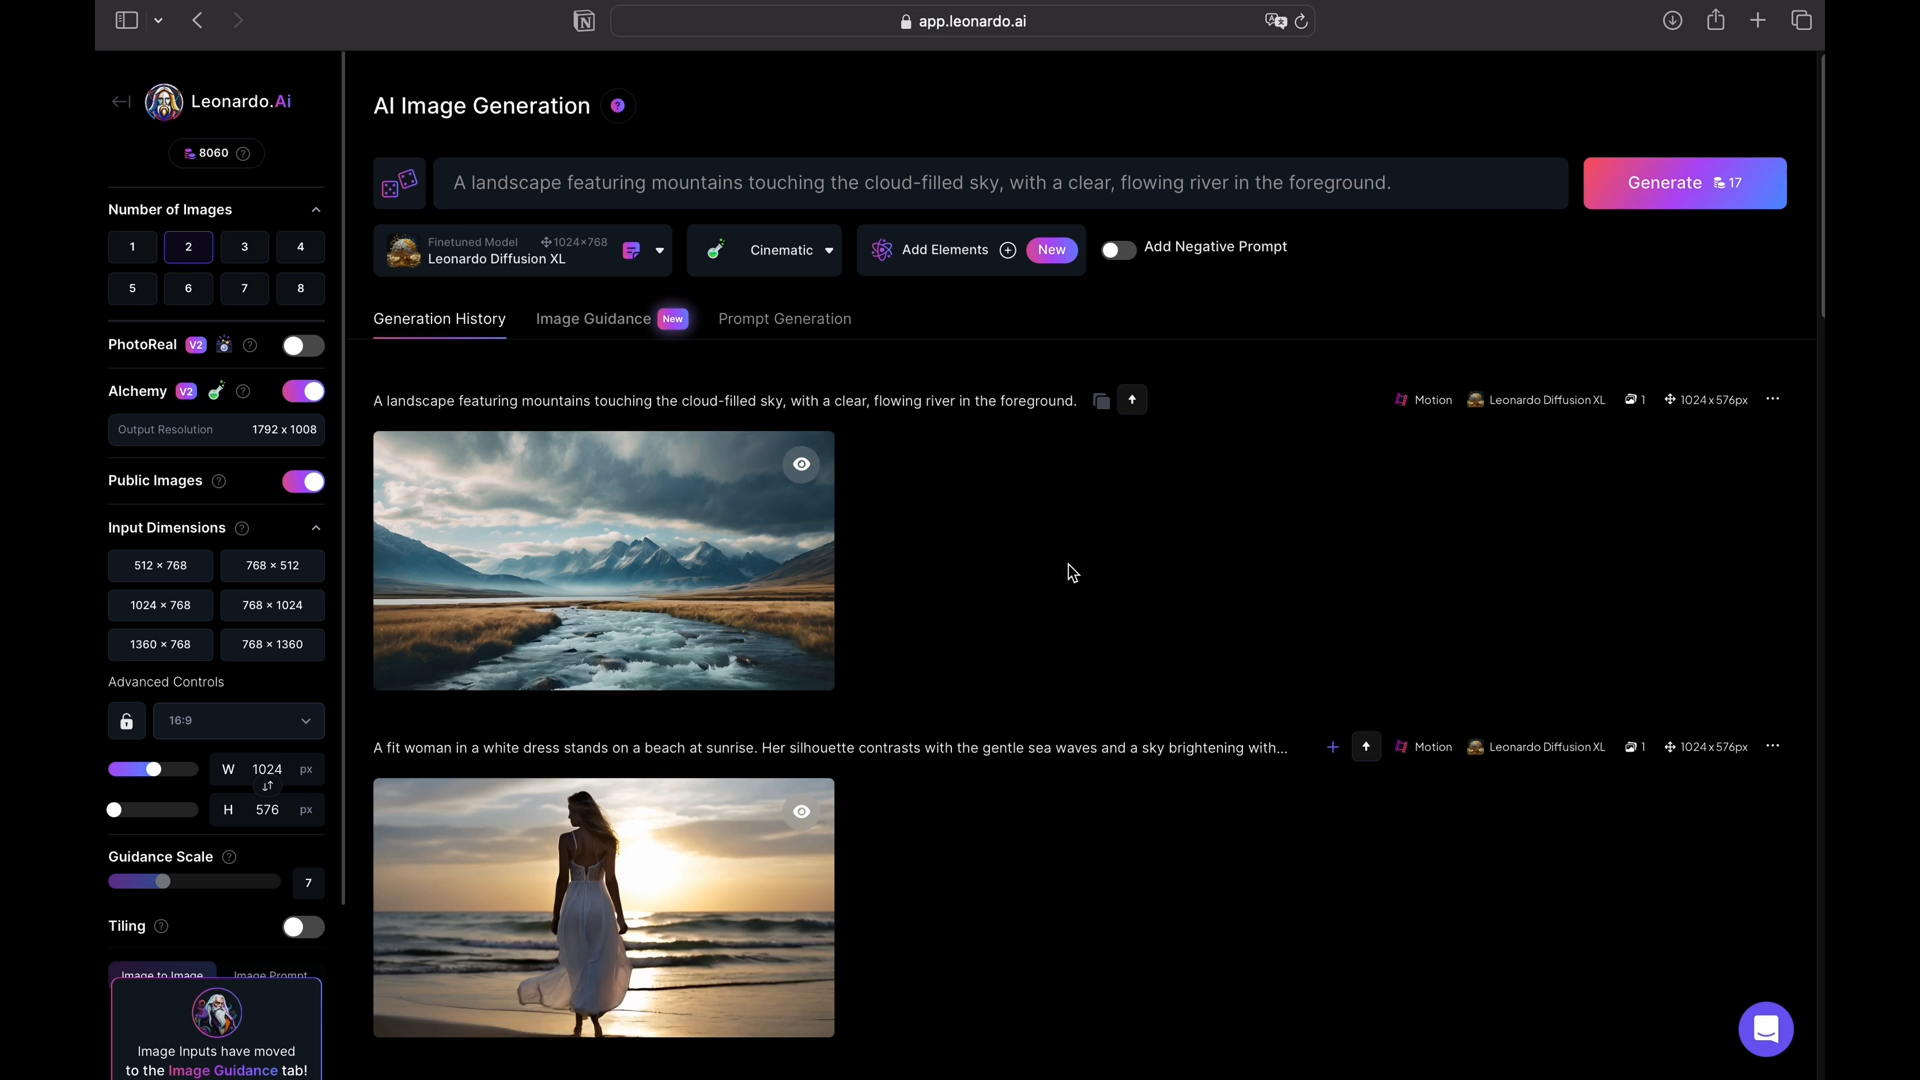 app.leonardo.ai
Leonardo.Ai
8060
Number of Images
1 2 3 4
5 6 7 8
PhotoReal V2
Alchemy V2
Output Resolution 1792 x 1008
Public Images
Input Dimensions
512 × 768 768 × 512
1024 × 768 768 × 1024
1360 × 768 768 × 1360
Advanced Controls
16:9
W 1024 px
H 576 px
Guidance Scale
7
Tiling
Image to Image Image Prompt
Image Inputs have moved
to the Image Guidance tab!
AI Image Generation ?
A landscape featuring mountains touching the cloud-filled sky, with a clear, flowing river in the foreground.
Generate 17
Finetuned Model 1024×768
Leonardo Diffusion XL
Cinematic
Add Elements New
Add Negative Prompt
Generation History Image Guidance New Prompt Generation
A landscape featuring mountains touching the cloud-filled sky, with a clear, flowing river in the foreground.
Motion Leonardo Diffusion XL 1 1024 x 576px
A fit woman in a white dress stands on a beach at sunrise. Her silhouette contrasts with the gentle sea waves and a sky brightening with...
Motion Leonardo Diffusion XL 1 1024 x 576px